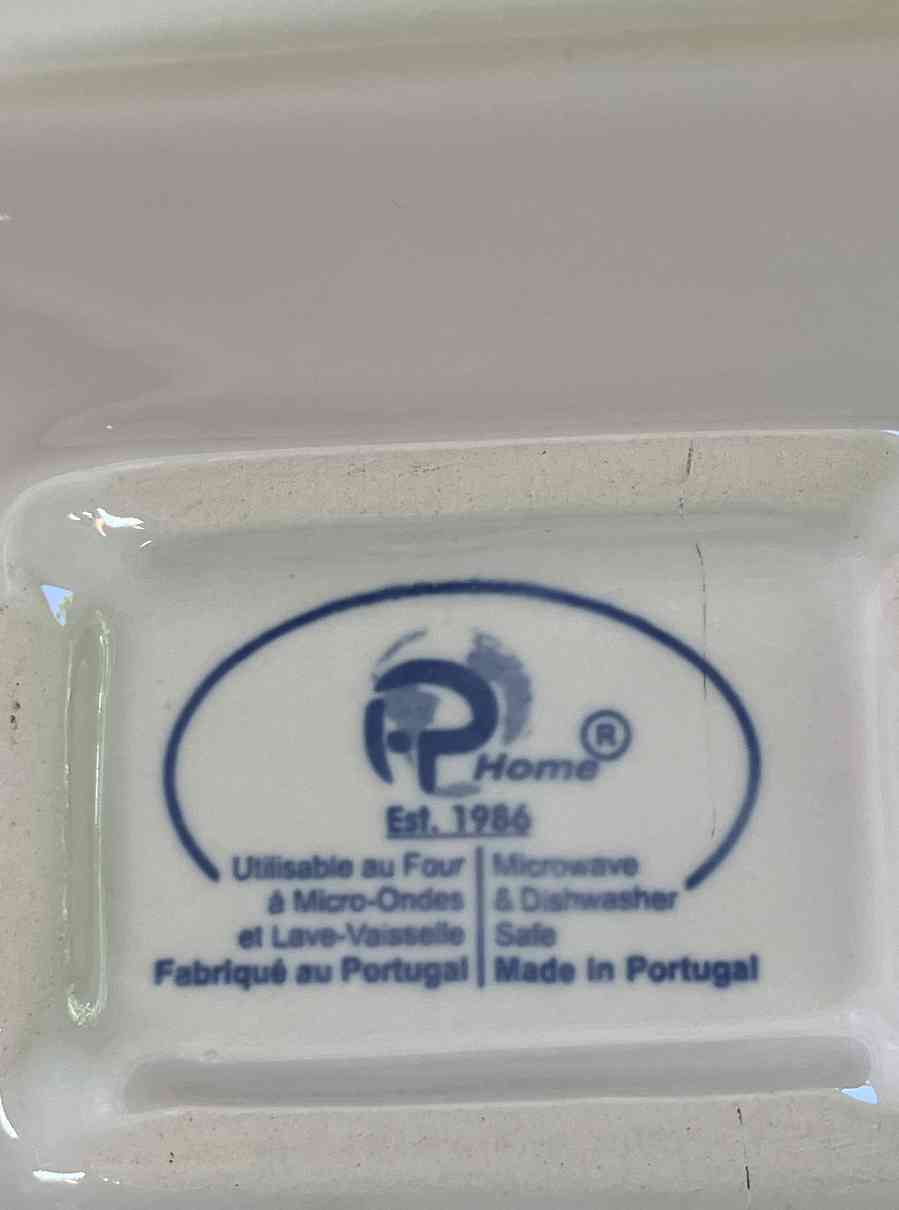 P Home ®
Est. 1986
Utilisable au Four
à Micro-Ondes
et Lave-Vaisselle
Fabriqué au Portugal
Microwave
& Dishwasher
Safe
Made in Portugal